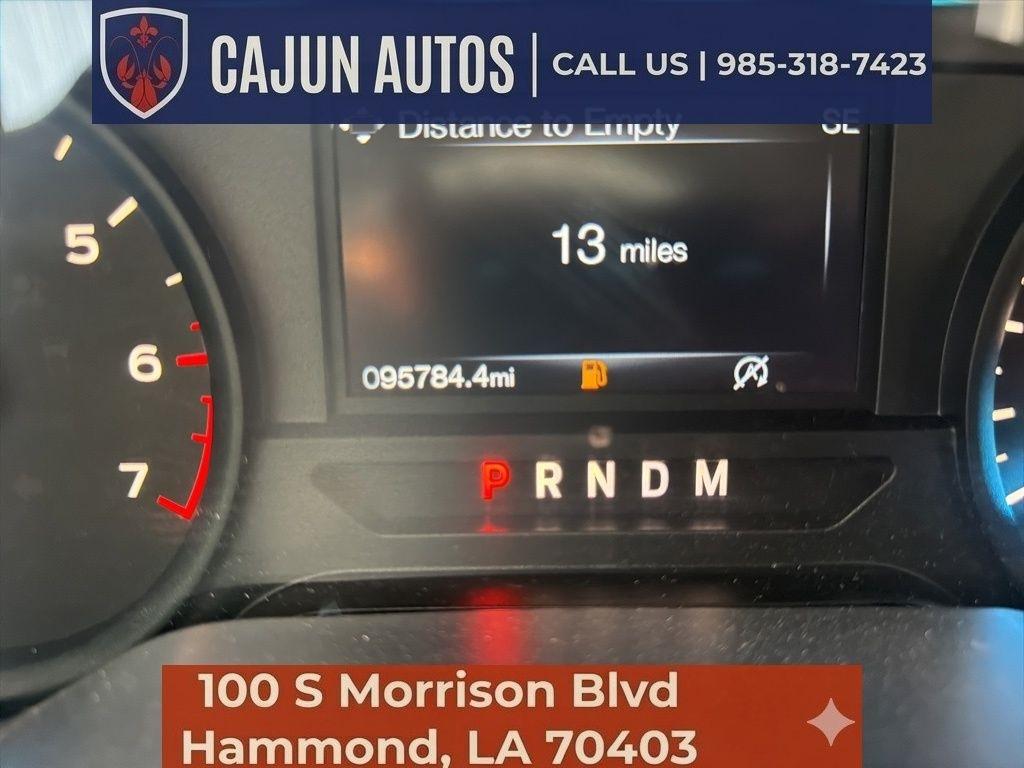 CAJUN AUTOS | CALL US | 985-318-7423
Distance to Empty SE
5
13 miles
6
095784.4mi
7
P R N D M
100 S Morrison Blvd
Hammond, LA 70403